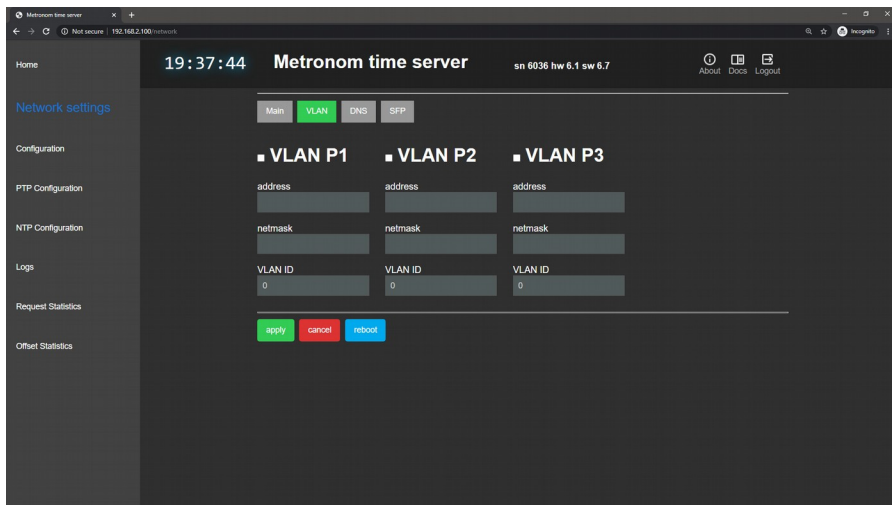 Metronom time server
Not secure | 192.168.2.100/network
Incognito
Home
19:37:44
Metronom time server
sn 6036 hw 6.1 sw 6.7
About Docs Logout
Network settings
Main VLAN DNS SFP
Configuration
VLAN P1 VLAN P2 VLAN P3
PTP Configuration
address address address
NTP Configuration
netmask netmask netmask
Logs
VLAN ID VLAN ID VLAN ID
0 0 0
Request Statistics
apply cancel reboot
Offset Statistics